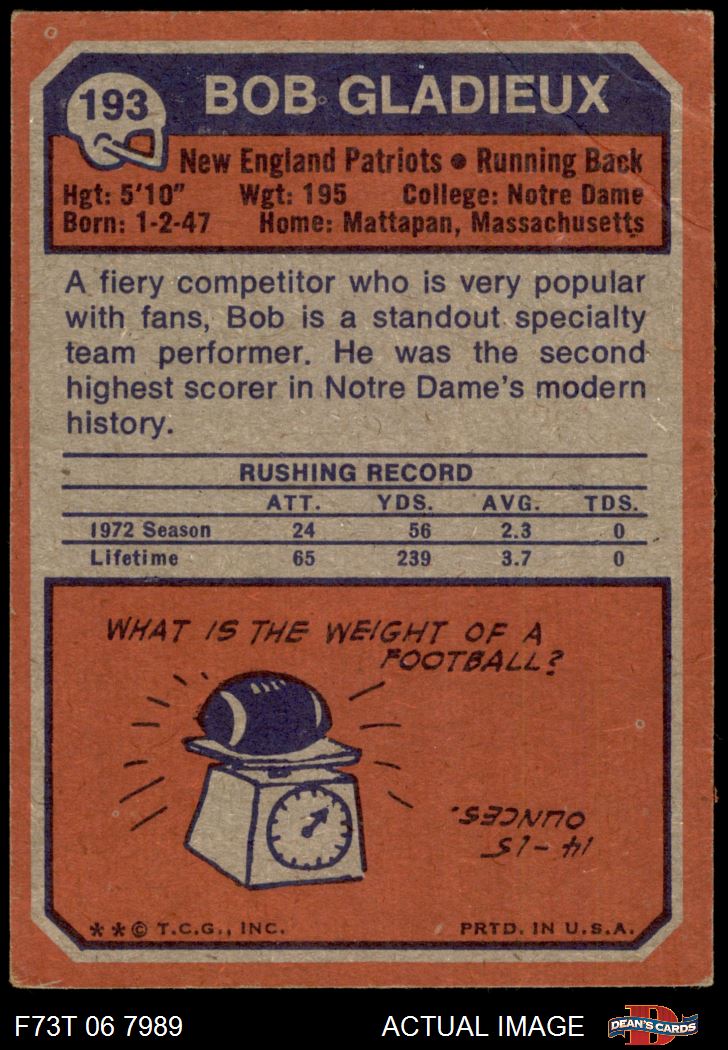 193
BOB GLADIEUX
New England Patriots • Running Back
Hgt: 5'10" Wgt: 195 College: Notre Dame
Born: 1-2-47 Home: Mattapan, Massachusetts
A fiery competitor who is very popular
with fans, Bob is a standout specialty
team performer. He was the second
highest scorer in Notre Dame's modern
history.
RUSHING RECORD
ATT. YDS. AVG. TDS.
1972 Season 24 56 2.3 0
Lifetime 65 239 3.7 0
WHAT IS THE WEIGHT OF A
FOOTBALL?
14-15
OUNCES.
**© T.C.G., INC. PRTD. IN U.S.A.
F73T 06 7989 ACTUAL IMAGE D DEAN'S CARDS